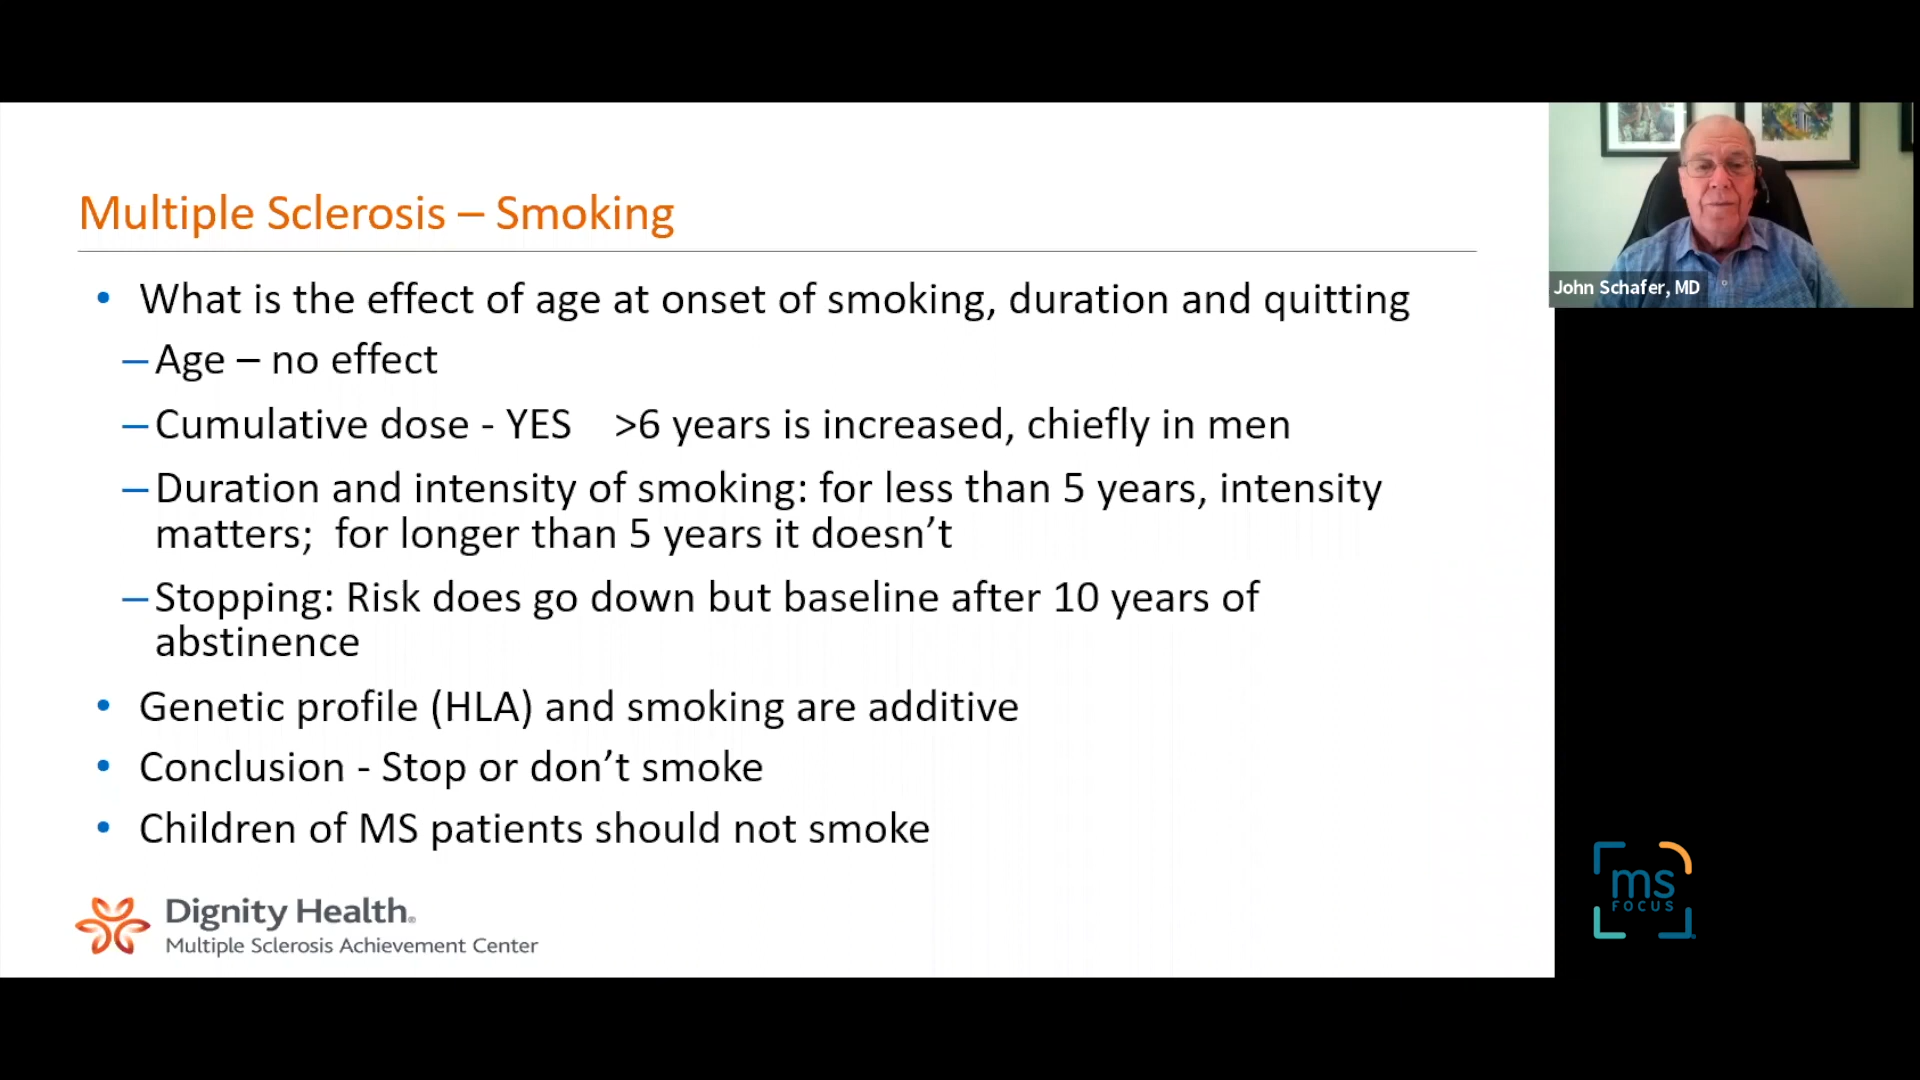 Multiple Sclerosis – Smoking
• What is the effect of age at onset of smoking, duration and quitting
– Age – no effect
– Cumulative dose - YES    >6 years is increased, chiefly in men
– Duration and intensity of smoking: for less than 5 years, intensity
matters;  for longer than 5 years it doesn’t
– Stopping: Risk does go down but baseline after 10 years of
abstinence
• Genetic profile (HLA) and smoking are additive
• Conclusion - Stop or don’t smoke
• Children of MS patients should not smoke
Dignity Health®
Multiple Sclerosis Achievement Center
John Schafer, MD
ms
FOCUS